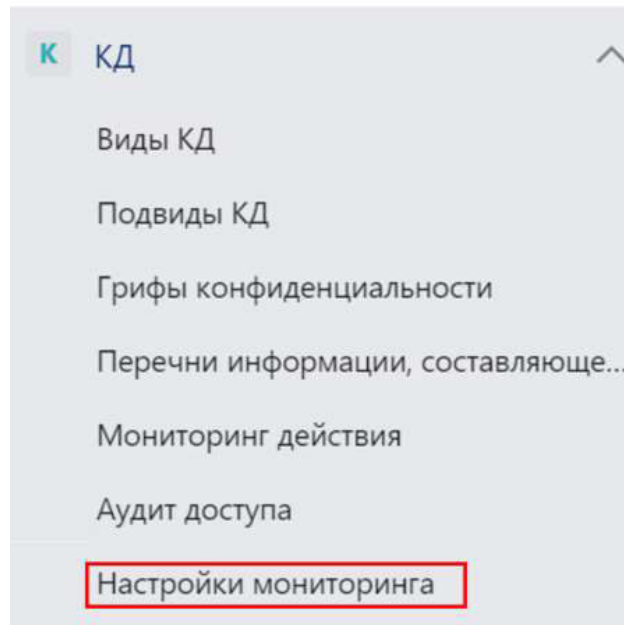 К КД
Виды КД
Подвиды КД
Грифы конфиденциальности
Перечни информации, составляюще...
Мониторинг действия
Аудит доступа
Настройки мониторинга